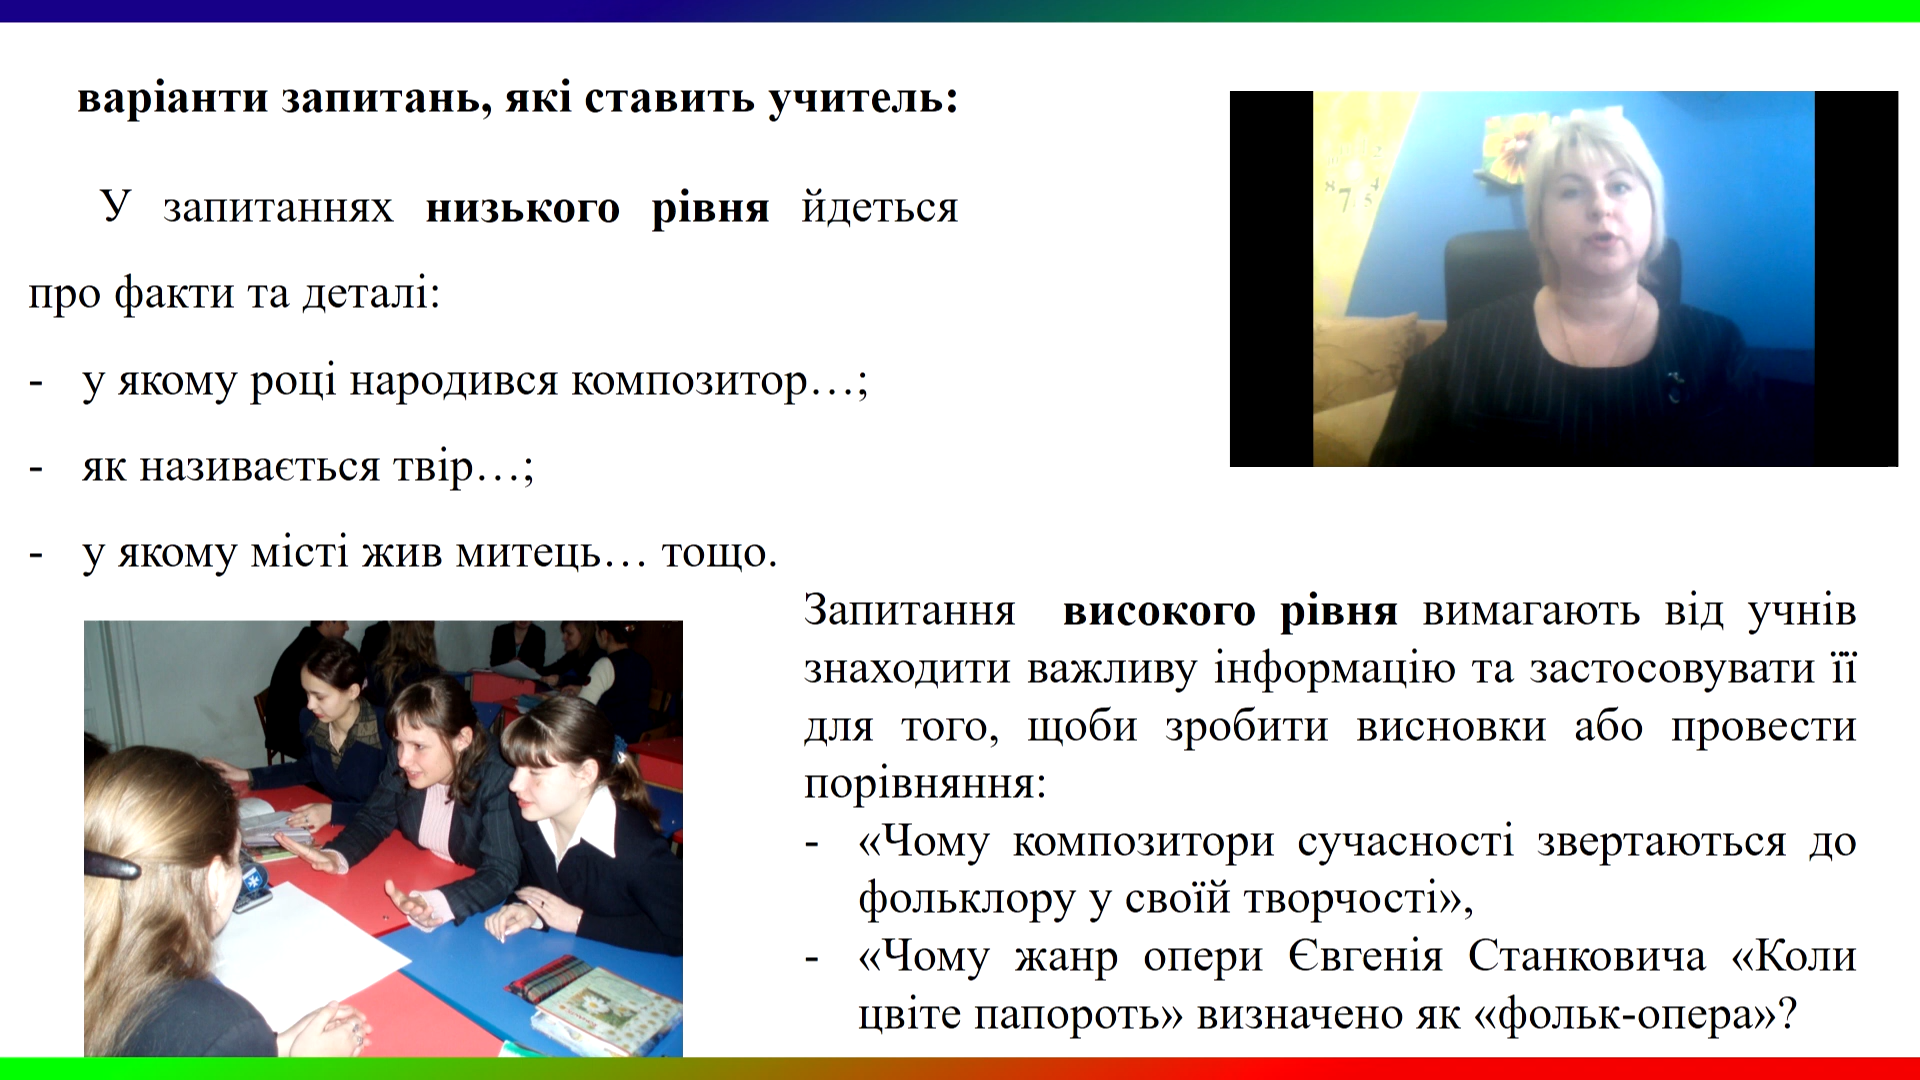 варіанти запитань, які ставить учитель:
У запитаннях низького рівня йдеться
про факти та деталі:
- у якому році народився композитор…;
- як називається твір…;
- у якому місті жив митець… тощо.
Запитання високого рівня вимагають від учнів
знаходити важливу інформацію та застосовувати її
для того, щоби зробити висновки або провести
порівняння:
- «Чому композитори сучасності звертаються до
фольклору у своїй творчості»,
- «Чому жанр опери Євгенія Станковича «Коли
цвіте папороть» визначено як «фольк-опера»?